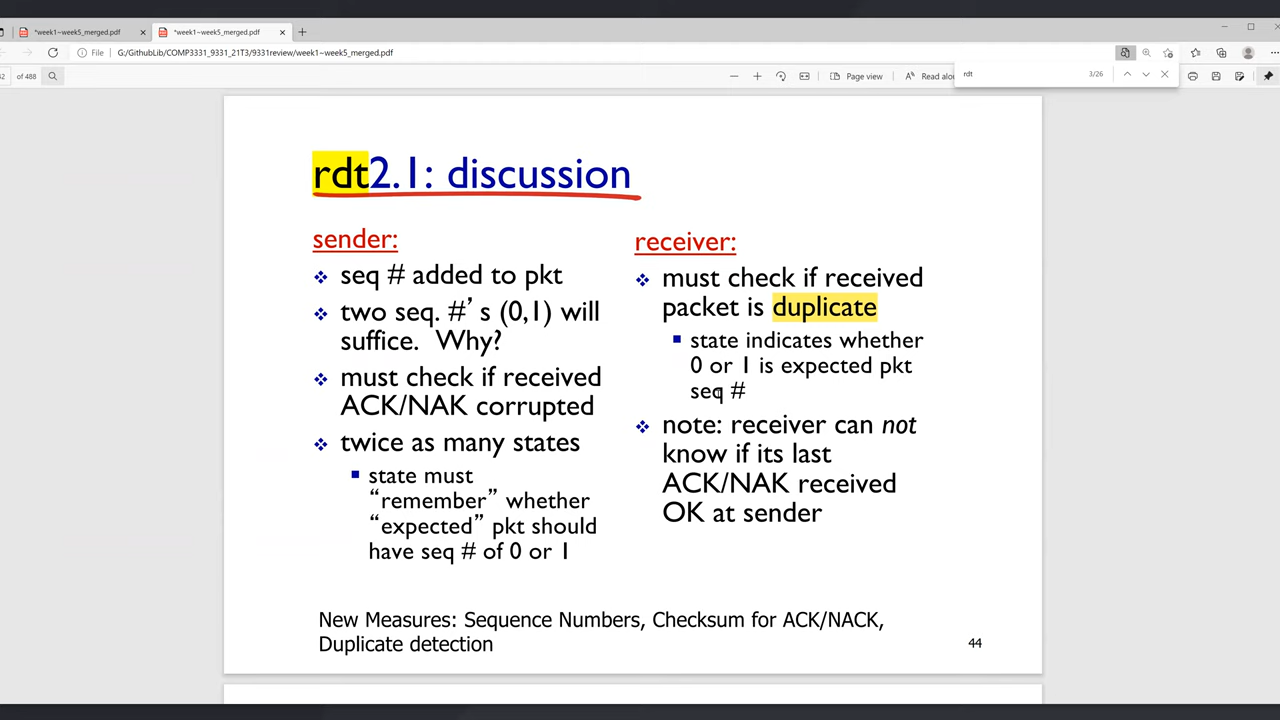 *week1~week5_merged.pdf
*week1~week5_merged.pdf
File
G:/GithubLib/COMP3331_9331_21T3/9331review/week1~week5_merged.pdf
of 488
Page view
Read alou
rdt
3/26
rdt2.1: discussion
sender:
❖ seq # added to pkt
❖ two seq. #’s (0,1) will
suffice. Why?
❖ must check if received
ACK/NAK corrupted
❖ twice as many states
▪ state must
“remember” whether
“expected” pkt should
have seq # of 0 or 1
receiver:
❖ must check if received
packet is duplicate
▪ state indicates whether
0 or 1 is expected pkt
seq #
❖ note: receiver can not
know if its last
ACK/NAK received
OK at sender
New Measures: Sequence Numbers, Checksum for ACK/NACK,
Duplicate detection
44